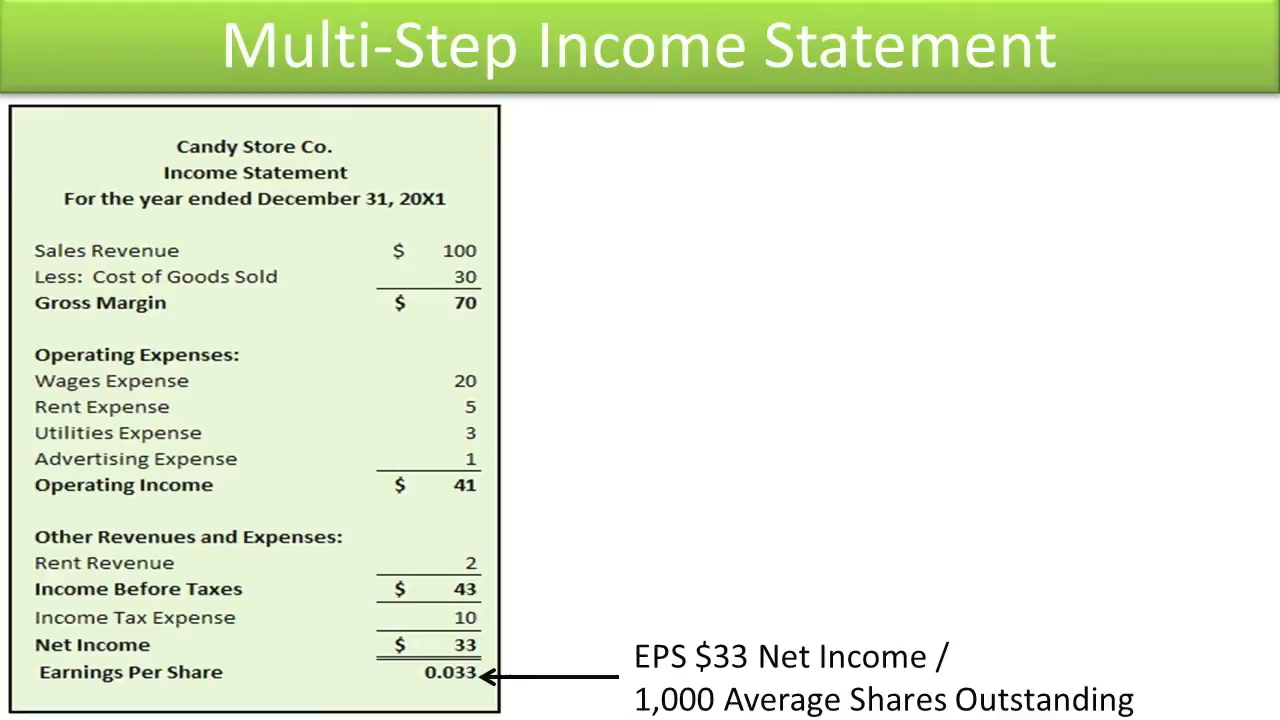 Multi-Step Income Statement
Candy Store Co.
Income Statement
For the year ended December 31, 20X1
Sales Revenue $ 100
Less: Cost of Goods Sold 30
Gross Margin $ 70
Operating Expenses:
Wages Expense 20
Rent Expense 5
Utilities Expense 3
Advertising Expense 1
Operating Income $ 41
Other Revenues and Expenses:
Rent Revenue 2
Income Before Taxes $ 43
Income Tax Expense 10
Net Income $ 33
Earnings Per Share 0.033
EPS $33 Net Income /
1,000 Average Shares Outstanding